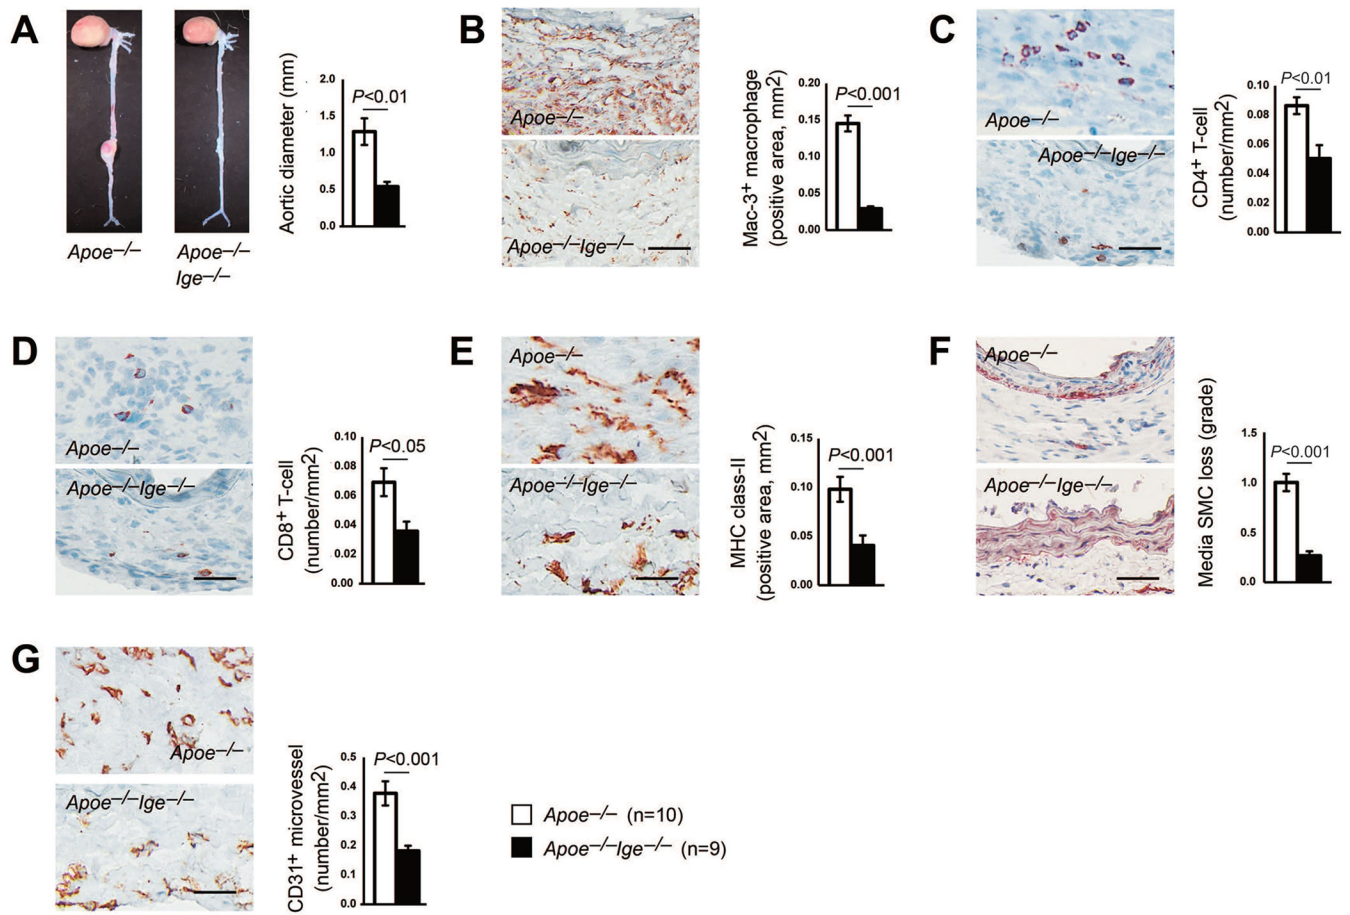 A
Apoe–/–
Apoe–/–
Ige–/–
Aortic diameter (mm)
2.0
1.5
1.0
0.5
0.0
P<0.01
B
Apoe–/–
Apoe–/–Ige–/–
Mac-3+ macrophage
(positive area, mm2)
0.20
0.15
0.10
0.05
0.00
P<0.001
C
Apoe–/–
Apoe–/–Ige–/–
CD4+ T-cell
(number/mm2)
0.10
0.08
0.06
0.04
0.02
0.00
P<0.01
D
Apoe–/–
Apoe–/–Ige–/–
CD8+ T-cell
(number/mm2)
0.10
0.08
0.06
0.04
0.02
0.00
P<0.05
E
Apoe–/–
Apoe–/–Ige–/–
MHC class-II
(positive area, mm2)
0.15
0.10
0.05
0.00
P<0.001
F
Apoe–/–
Apoe–/–Ige–/–
Media SMC loss (grade)
1.5
1.0
0.5
0.0
P<0.001
G
Apoe–/–
Apoe–/–Ige–/–
CD31+ microvessel
(number/mm2)
0.5
0.4
0.3
0.2
0.1
0.0
P<0.001
Apoe–/– (n=10)
Apoe–/–Ige–/– (n=9)